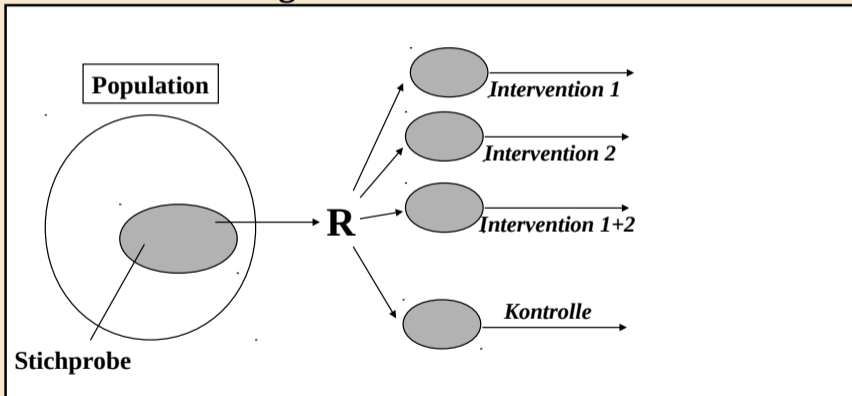 Population
Intervention 1
Intervention 2
R
Intervention 1+2
Kontrolle
Stichprobe